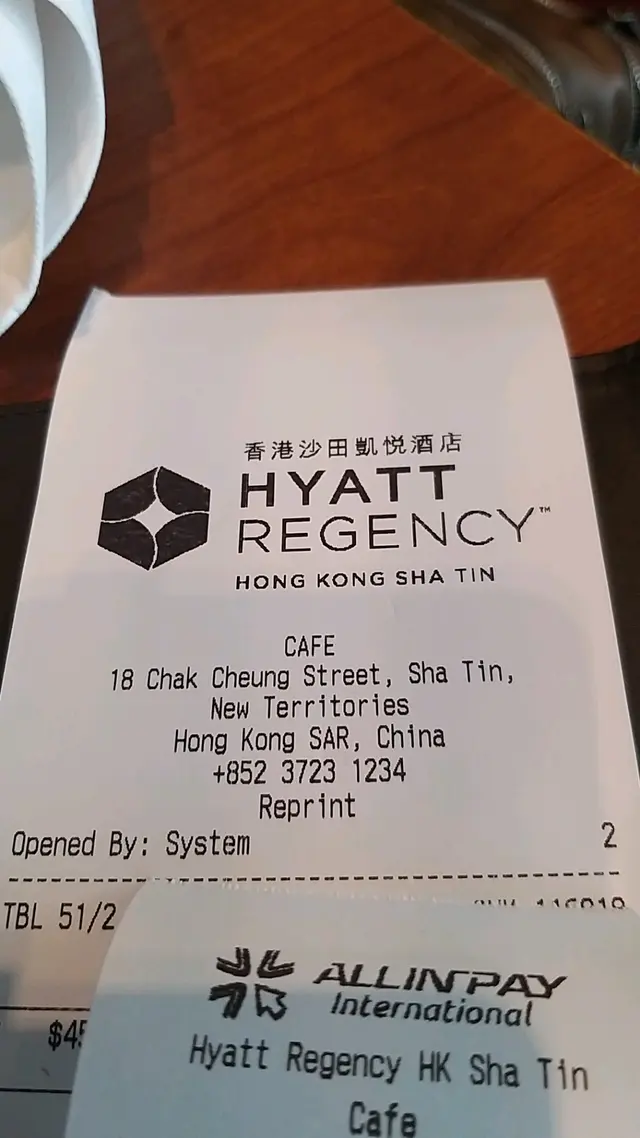 香港沙田凱悅酒店
HYATT
REGENCY™
HONG KONG SHA TIN
CAFE
18 Chak Cheung Street, Sha Tin,
New Territories
Hong Kong SAR, China
+852 3723 1234
Reprint
Opened By: System 2
TBL 51/2
ALLINPAY
International
Hyatt Regency HK Sha Tin
Cafe